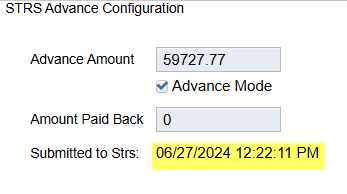 STRS Advance Configuration
Advance Amount 59727.77
Advance Mode
Amount Paid Back 0
Submitted to Strs: 06/27/2024 12:22:11 PM